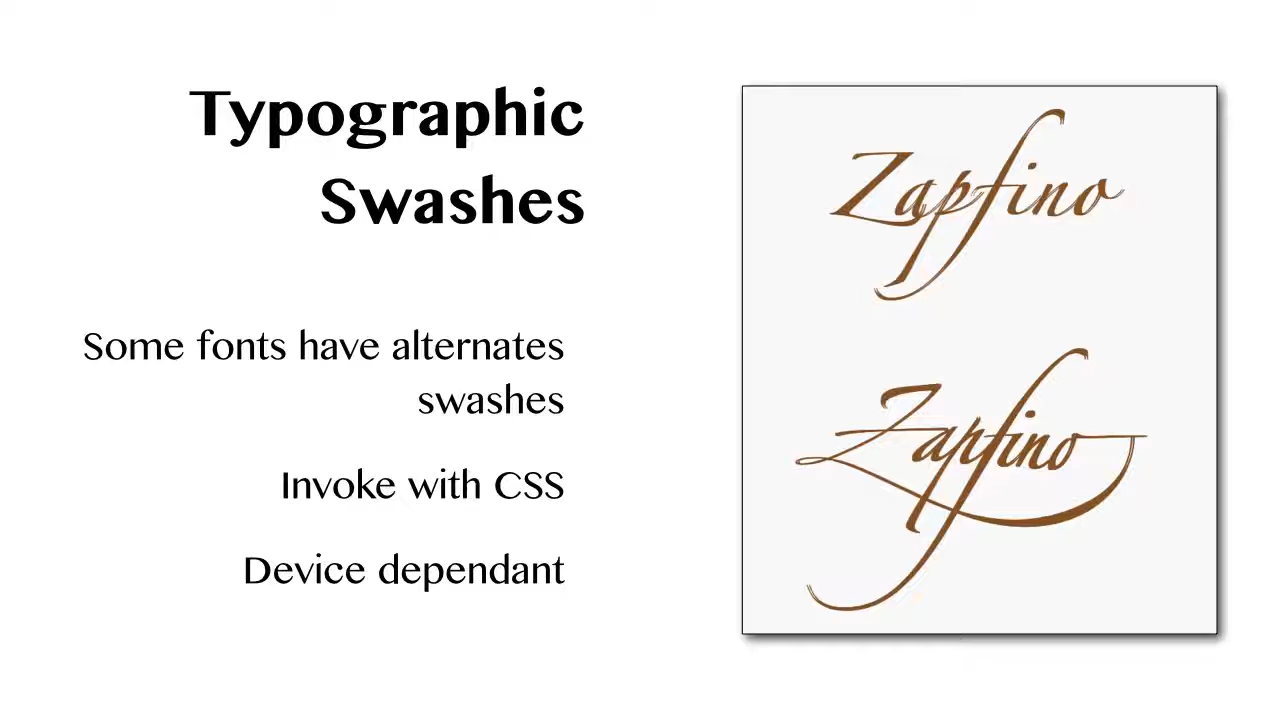 Typographic
Swashes
Some fonts have alternates
swashes
Invoke with CSS
Device dependant
Zapfino
Zapfino